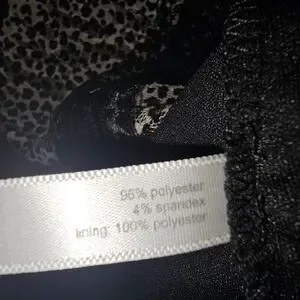 96% polyester
4% spandex
lining: 100% polyester